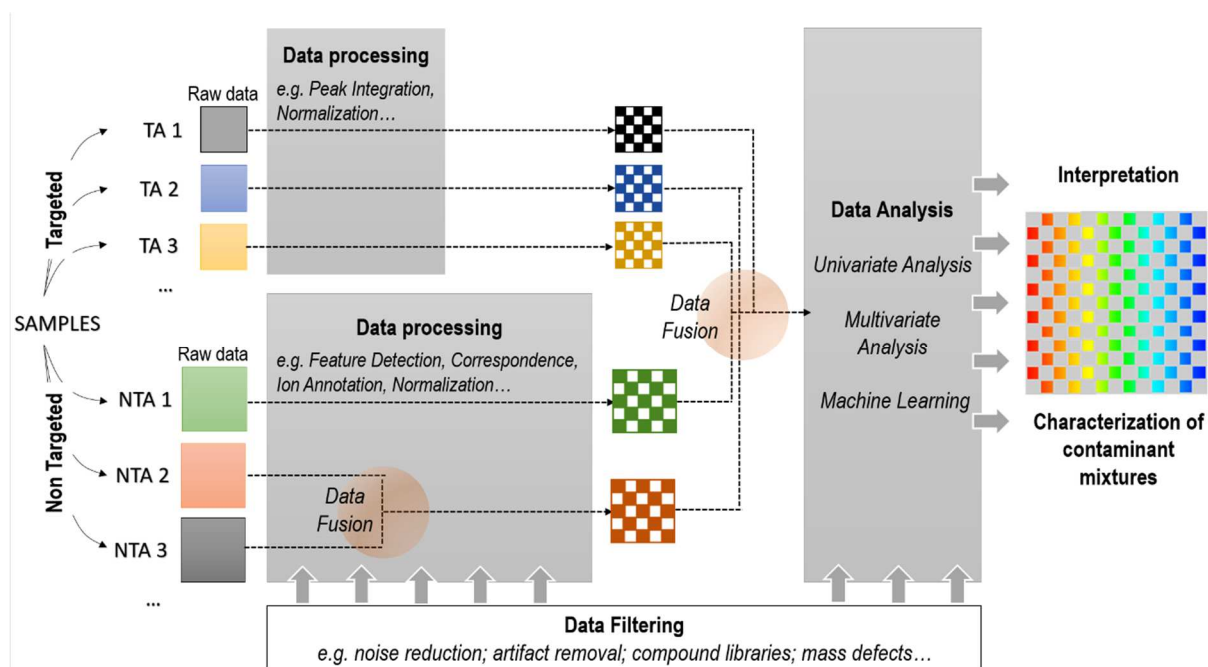 Data processing
e.g. Peak Integration,
Normalization…
Raw data
TA 1
TA 2
TA 3
...
Targeted
SAMPLES
Non Targeted
Data processing
e.g. Feature Detection, Correspondence,
Ion Annotation, Normalization…
Raw data
NTA 1
NTA 2
NTA 3
...
Data
Fusion
Data
Fusion
Data Analysis
Univariate Analysis
Multivariate
Analysis
Machine Learning
Interpretation
Characterization of
contaminant
mixtures
Data Filtering
e.g. noise reduction; artifact removal; compound libraries; mass defects…